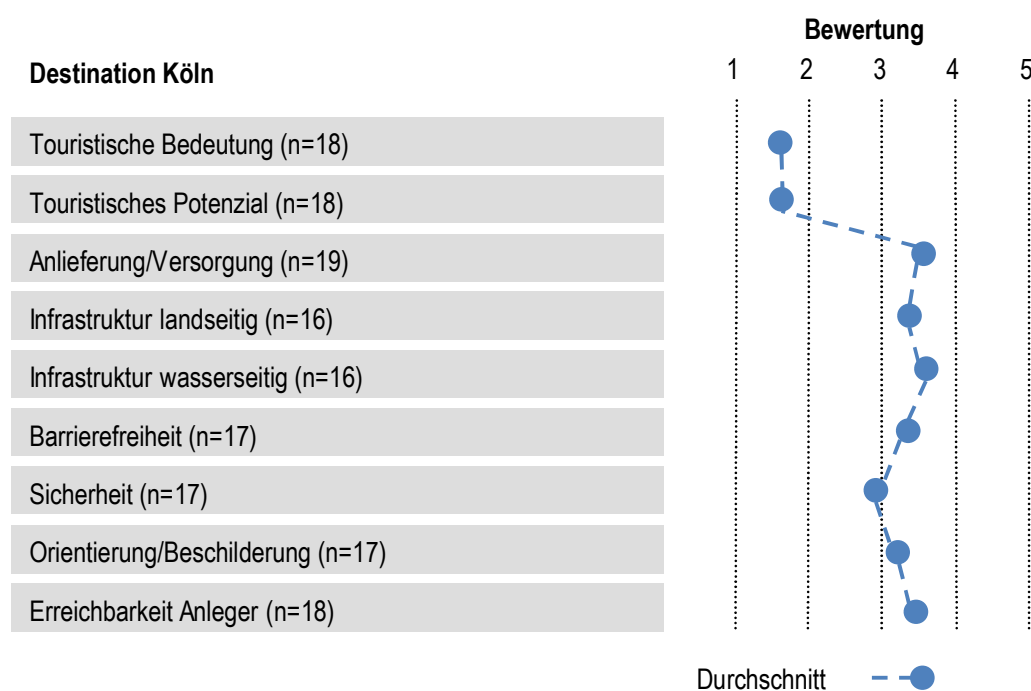 Bewertung
Destination Köln 1 2 3 4 5
Touristische Bedeutung (n=18)
Touristisches Potenzial (n=18)
Anlieferung/Versorgung (n=19)
Infrastruktur landseitig (n=16)
Infrastruktur wasserseitig (n=16)
Barrierefreiheit (n=17)
Sicherheit (n=17)
Orientierung/Beschilderung (n=17)
Erreichbarkeit Anleger (n=18)
Durchschnitt